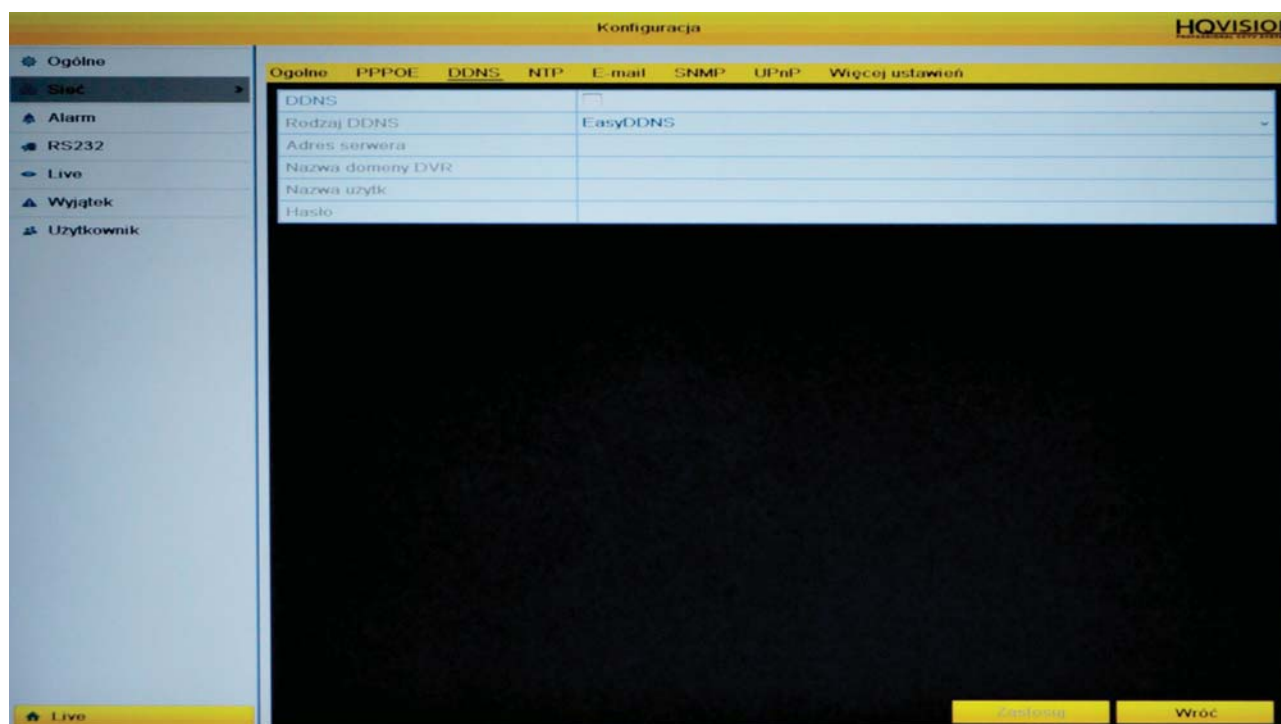 Konfiguracja
HQVISIO
Ogólne
Sieć
Alarm
RS232
Live
Wyjątek
Użytkownik
Ogolne PPPOE DDNS NTP E-mail SNMP UPnP Więcej ustawień
DDNS
Rodzaj DDNS EasyDDNS
Adres serwera
Nazwa domeny DVR
Nazwa użytk
Hasło
Live
Zastosuj Wróć